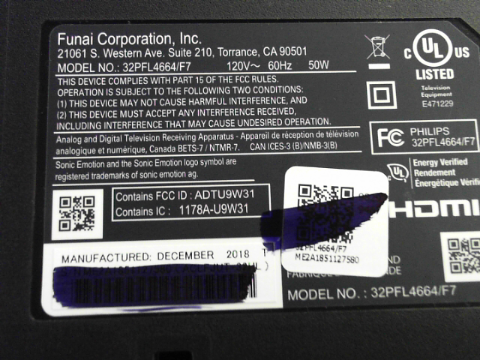 Funai Corporation, Inc.
21061 S. Western Ave. Suite 210, Torrance, CA 90501
MODEL NO.: 32PFL4664/F7 120V~ 60Hz 50W
THIS DEVICE COMPLIES WITH PART 15 OF THE FCC RULES.
OPERATION IS SUBJECT TO THE FOLLOWING TWO CONDITIONS:
(1) THIS DEVICE MAY NOT CAUSE HARMFUL INTERFERENCE, AND
(2) THIS DEVICE MUST ACCEPT ANY INTERFERENCE RECEIVED,
INCLUDING INTERFERENCE THAT MAY CAUSE UNDESIRED OPERATION.
Analog and Digital Television Receiving Apparatus - Appareil de réception de télévision
analogique et numérique, Canada BETS-7 / NTMR-7. CAN ICES-3 (B)/NMB-3(B)
Sonic Emotion and the Sonic Emotion logo symbol are
registered trademarks of sonic emotion ag.
c UL US
LISTED
Television
Equipment
E471229
FC PHILIPS
32PFL4664/F7
UL Energy Verified
Rendement
Énergétique Vérifié
Contains FCC ID : ADTU9W31
Contains IC : 1178A-U9W31
HDMI
32PFL4664/F7
ME2A1851127580
MANUFACTURED: DECEMBER 2018
MODEL NO. : 32PFL4664/F7